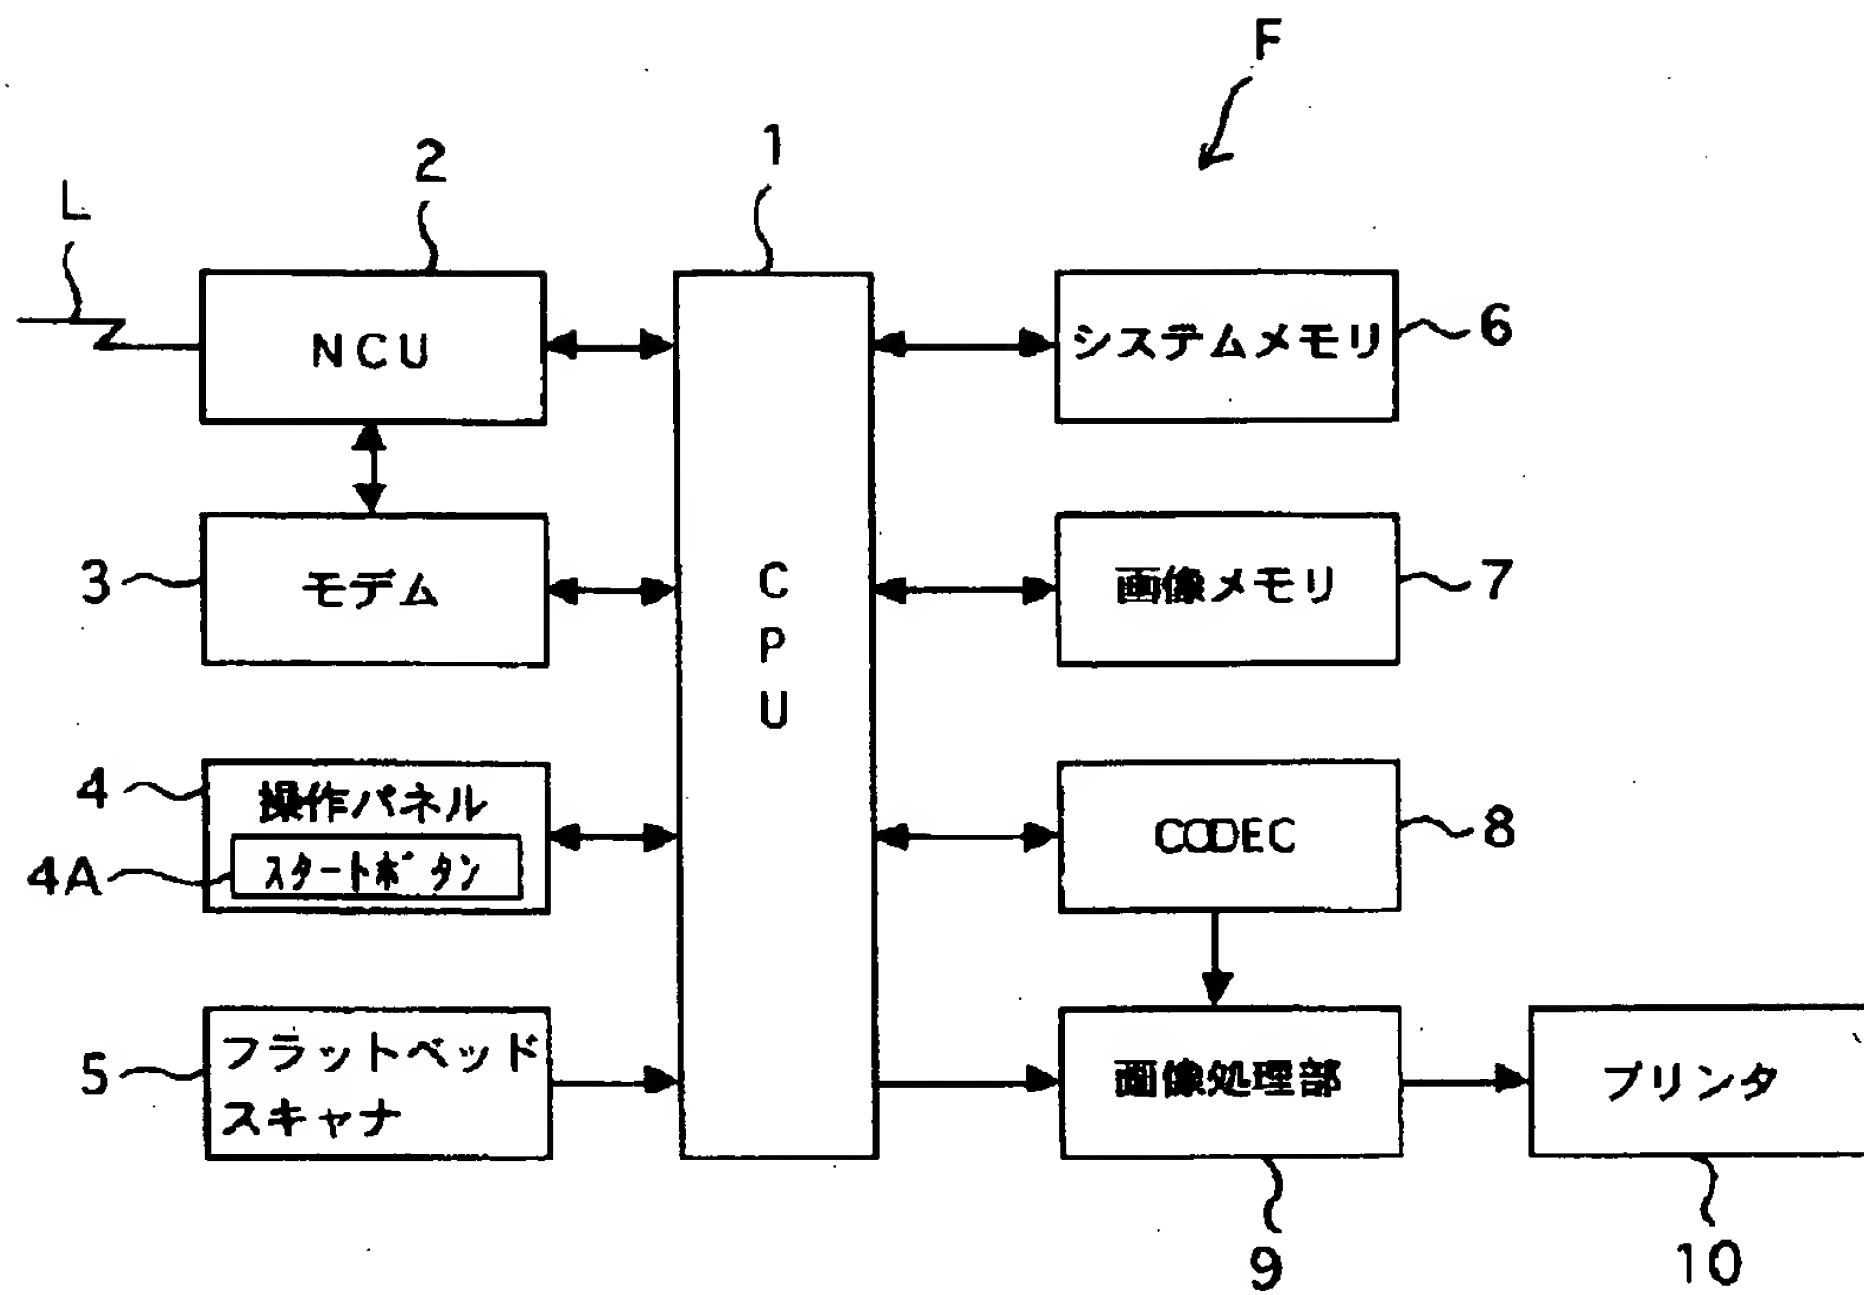 F
1
2
L
NCU
システムメモリ
6
3
モデム
C
P
U
画像メモリ
7
4
操作パネル
4A
スタートボタン
CODEC
8
5
フラットベッド
スキャナ
画像処理部
プリンタ
9
10